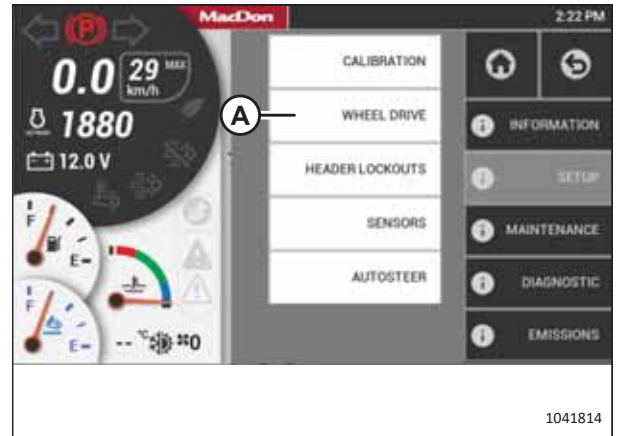 MacDon
2:22 PM
P
0.0 29 MAX
km/h
1880
12.0 V
F
E
F
E
-- °C 0
CALIBRATION
A WHEEL DRIVE
HEADER LOCKOUTS
SENSORS
AUTOSTEER
INFORMATION
SETUP
MAINTENANCE
DIAGNOSTIC
EMISSIONS
1041814